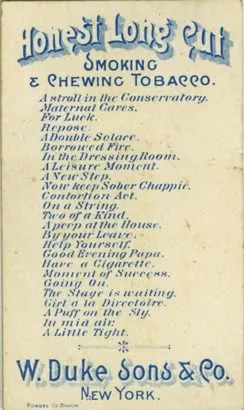 Honest Long Cut
SMOKING
& CHEWING TOBACCO.
A stroll in the Conservatory.
Maternal Cares.
For Luck.
Repose.
A Double Solace.
Borrowed Fire.
In the Dressing Room.
A Leisure Moment.
A New Step.
Now keep Sober Chappie.
Contortion Act.
On a String.
Two of a Kind.
A peep at the House.
By your Leave.
Help Yourself.
Good Evening Papa.
Have a Cigarette.
Moment of Success.
Going On.
The Stage is waiting.
Girl a la Directoire.
A Puff on the Sly.
In mid air.
A Little Tight.
W. Duke Sons & Co.
NEW YORK.